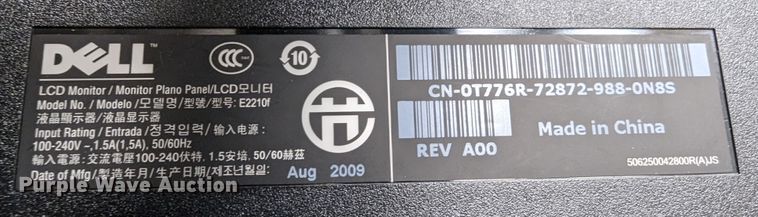 DELL™
CCC
10
LCD Monitor / Monitor Plano Panel/LCD모니터
Model No. / Modelo /모델명/型號/型号: E2210f
液晶顯示器/液晶显示器
Input Rating / Entrada / 정격입력 / 输入电源 :
100-240V ~,1.5A(1,5A), 50/60Hz
輸入電源 : 交流電壓100-240伏特, 1.5安培, 50/60赫茲
Date of Mfg/製造年月/生产日期/제조년월일:
Aug 2009
CN-0T776R-72872-988-0N8S
REV A00
Made in China
506250042800R(A)JS
Purple Wave Auction